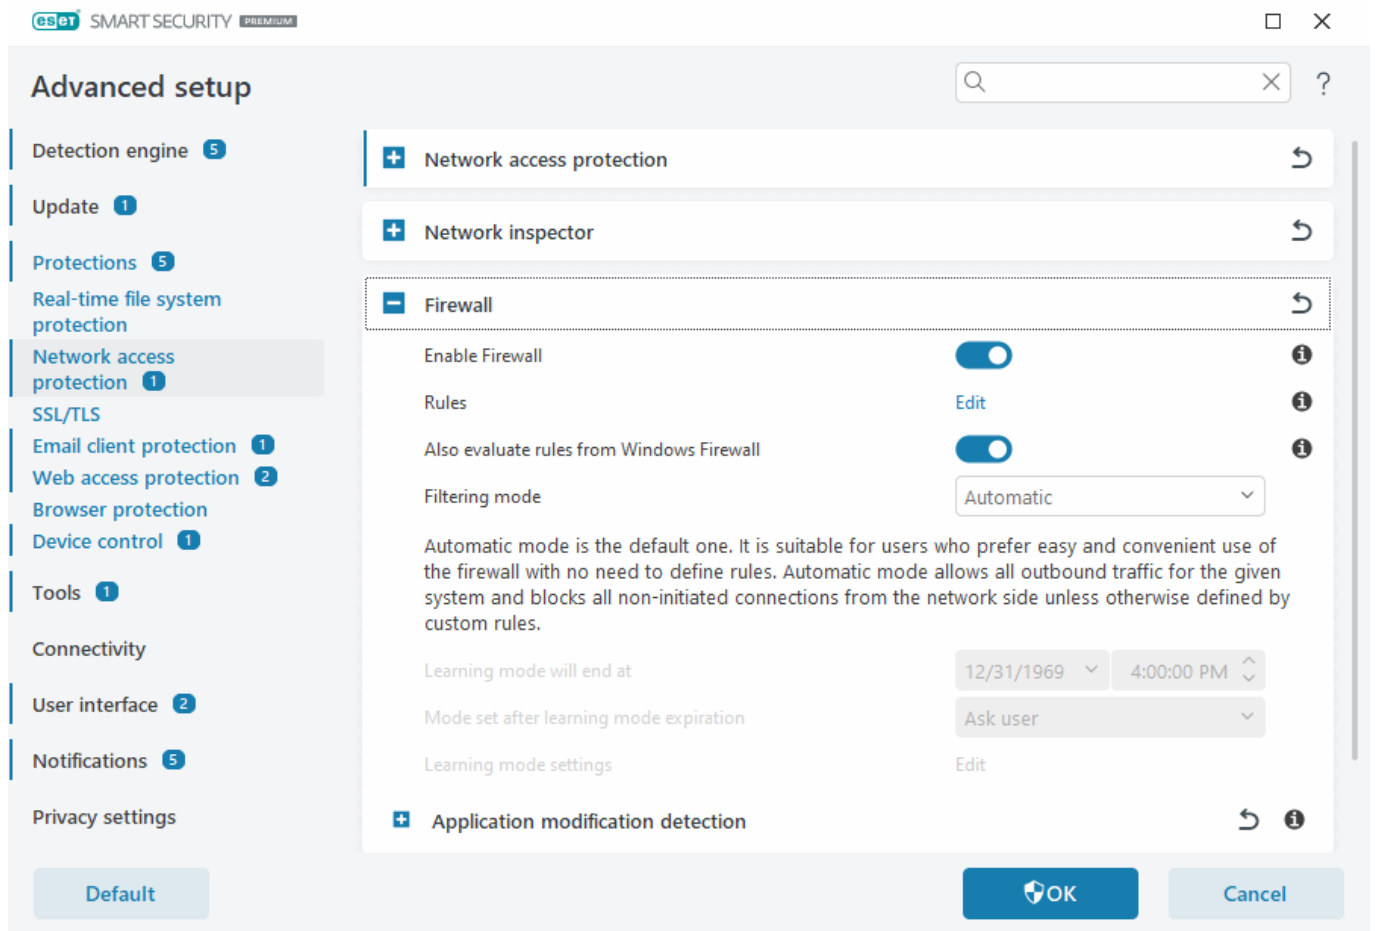 eset SMART SECURITY PREMIUM
Advanced setup
?
Detection engine 5
Update 1
Protections 5
Real-time file system
protection
Network access
protection 1
SSL/TLS
Email client protection 1
Web access protection 2
Browser protection
Device control 1
Tools 1
Connectivity
User interface 2
Notifications 5
Privacy settings
Network access protection
Network inspector
Firewall
Enable Firewall
Rules Edit
Also evaluate rules from Windows Firewall
Filtering mode Automatic
Automatic mode is the default one. It is suitable for users who prefer easy and convenient use of
the firewall with no need to define rules. Automatic mode allows all outbound traffic for the given
system and blocks all non-initiated connections from the network side unless otherwise defined by
custom rules.
Learning mode will end at 12/31/1969 4:00:00 PM
Mode set after learning mode expiration Ask user
Learning mode settings Edit
Application modification detection
Default OK Cancel